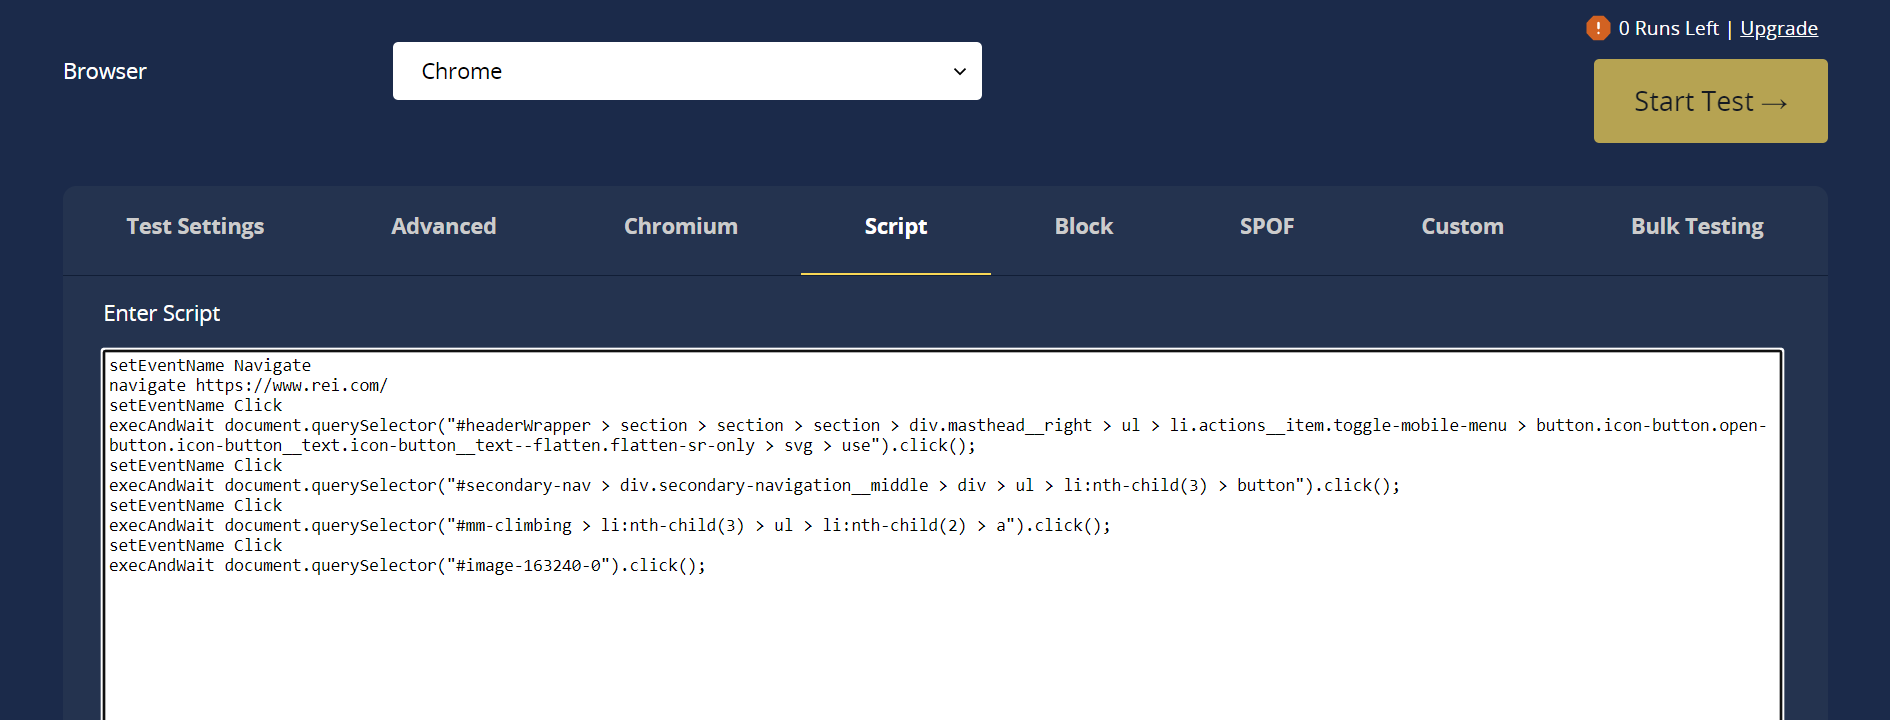 ! 0 Runs Left | Upgrade
Browser
Chrome
Start Test →
Test Settings Advanced Chromium Script Block SPOF Custom Bulk Testing
Enter Script
setEventName Navigate
navigate https://www.rei.com/
setEventName Click
execAndWait document.querySelector("#headerWrapper > section > section > section > div.masthead__right > ul > li.actions__item.toggle-mobile-menu > button.icon-button.open-
button.icon-button__text.icon-button__text--flatten.flatten-sr-only > svg > use").click();
setEventName Click
execAndWait document.querySelector("#secondary-nav > div.secondary-navigation__middle > div > ul > li:nth-child(3) > button").click();
setEventName Click
execAndWait document.querySelector("#mm-climbing > li:nth-child(3) > ul > li:nth-child(2) > a").click();
setEventName Click
execAndWait document.querySelector("#image-163240-0").click();